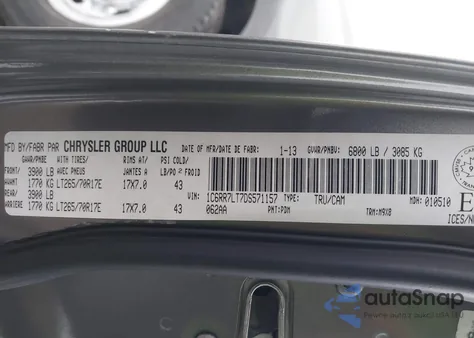 MFD BY/FABR PAR CHRYSLER GROUP LLC
DATE OF MFR/DATE DE FABR: 1-13 GVWR/PNBV: 6800 LB / 3085 KG
GAWR/PNBE WITH TIRES/ RIMS AT/ PSI COLD/
FRONT/ 3900 LB AVEC PNEUS JANTES A LB/PO² FROID
AVANT 1770 KG LT265/70R17E 17X7.0 43
REAR/ 3900 LB
ARRIERE 1770 KG LT265/70R17E 17X7.0 43
1C6RR7LT7DS571157 TYPE: TRU/CAM MDH: 010510
062AA PNT:PDM TRM:M9X8
ICES/N
autoSnap